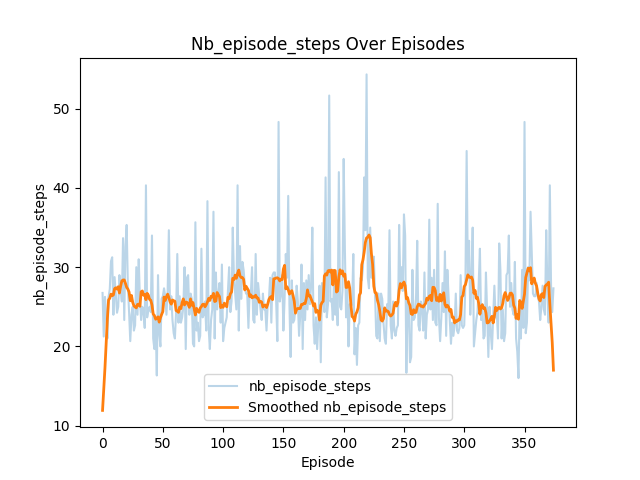 Nb_episode_steps Over Episodes
nb_episode_steps
50
40
30
20
10
nb_episode_steps
Smoothed nb_episode_steps
0 50 100 150 200 250 300 350
Episode